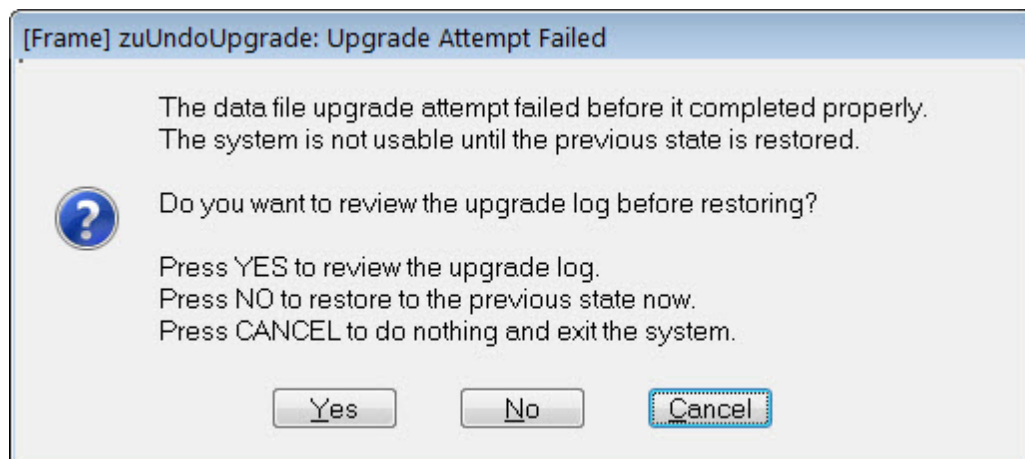 [Frame] zuUndoUpgrade: Upgrade Attempt Failed
The data file upgrade attempt failed before it completed properly.
The system is not usable until the previous state is restored.
Do you want to review the upgrade log before restoring?
Press YES to review the upgrade log.
Press NO to restore to the previous state now.
Press CANCEL to do nothing and exit the system.
Yes No Cancel